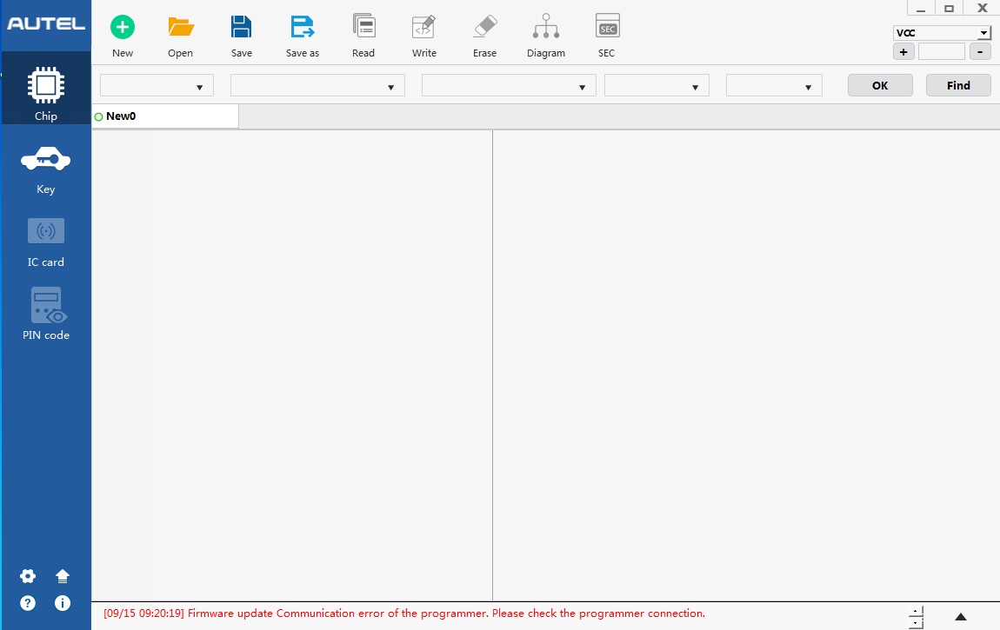 AUTEL
New Open Save Save as Read Write Erase Diagram SEC
SEC
VCC
+ -
OK Find
New0
Chip
Key
IC card
PIN code
[09/15 09:20:19] Firmware update Communication error of the programmer. Please check the programmer connection.